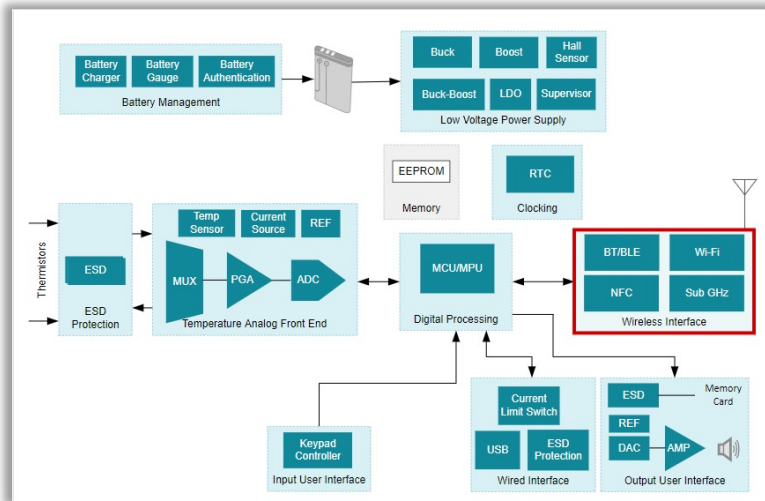 Battery
Charger
Battery
Gauge
Battery
Authentication
Battery Management
Buck
Boost
Hall
Sensor
Buck-Boost
LDO
Supervisor
Low Voltage Power Supply
EEPROM
Memory
RTC
Clocking
Thermistors
ESD
ESD
Protection
Temp
Sensor
Current
Source
REF
MUX
PGA
ADC
Temperature Analog Front End
MCU/MPU
Digital Processing
BT/BLE
Wi-Fi
NFC
Sub GHz
Wireless Interface
Keypad
Controller
Input User Interface
Current
Limit Switch
USB
ESD
Protection
Wired Interface
ESD
Memory
Card
REF
DAC
AMP
Output User Interface